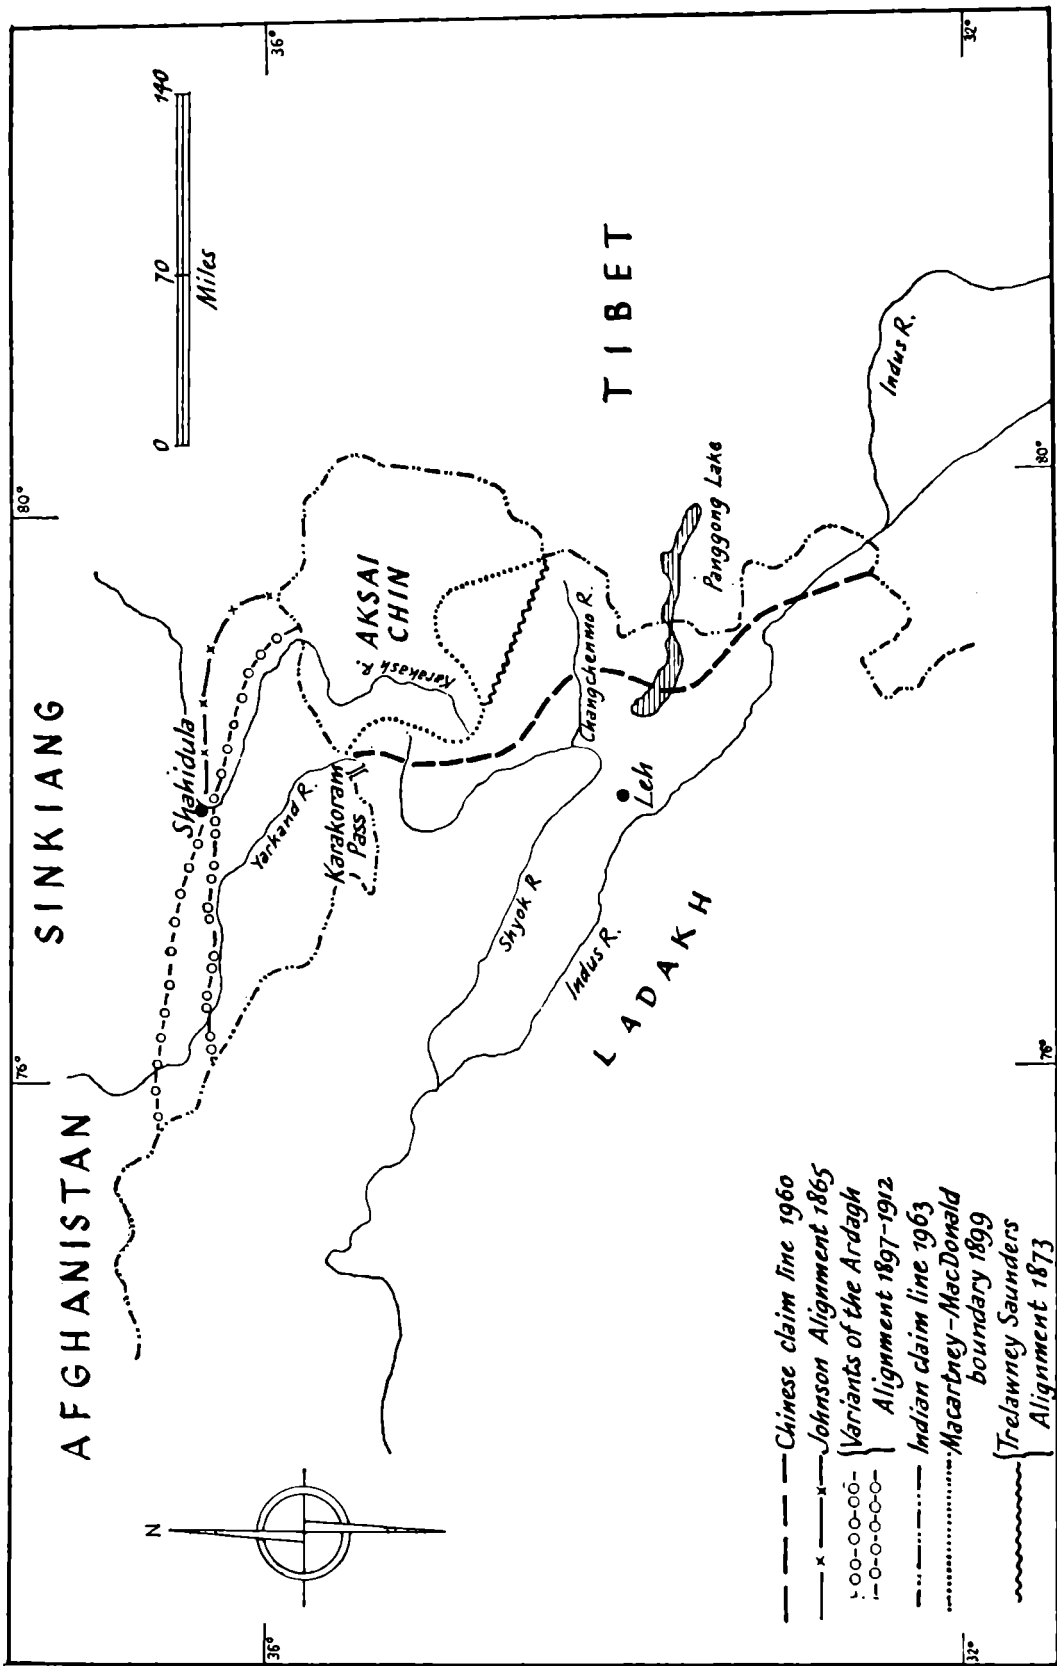 76°
80°
36°
32°
N
AFGHANISTAN
SINKIANG
0 70 140
Miles
Shahidula
Yarkand R.
Karakoram
Pass
AKSAI
CHIN
Karakash R.
Changchenmo R.
Shyok R
Indus R.
Leh
LADAKH
Panggong Lake
TIBET
Indus R.
Chinese claim line 1960
Johnson Alignment 1865
Variants of the Ardagh
Alignment 1897-1912
Indian claim line 1963
Macartney-MacDonald
boundary 1899
Trelawney Saunders
Alignment 1873
36°
32°
76°
80°